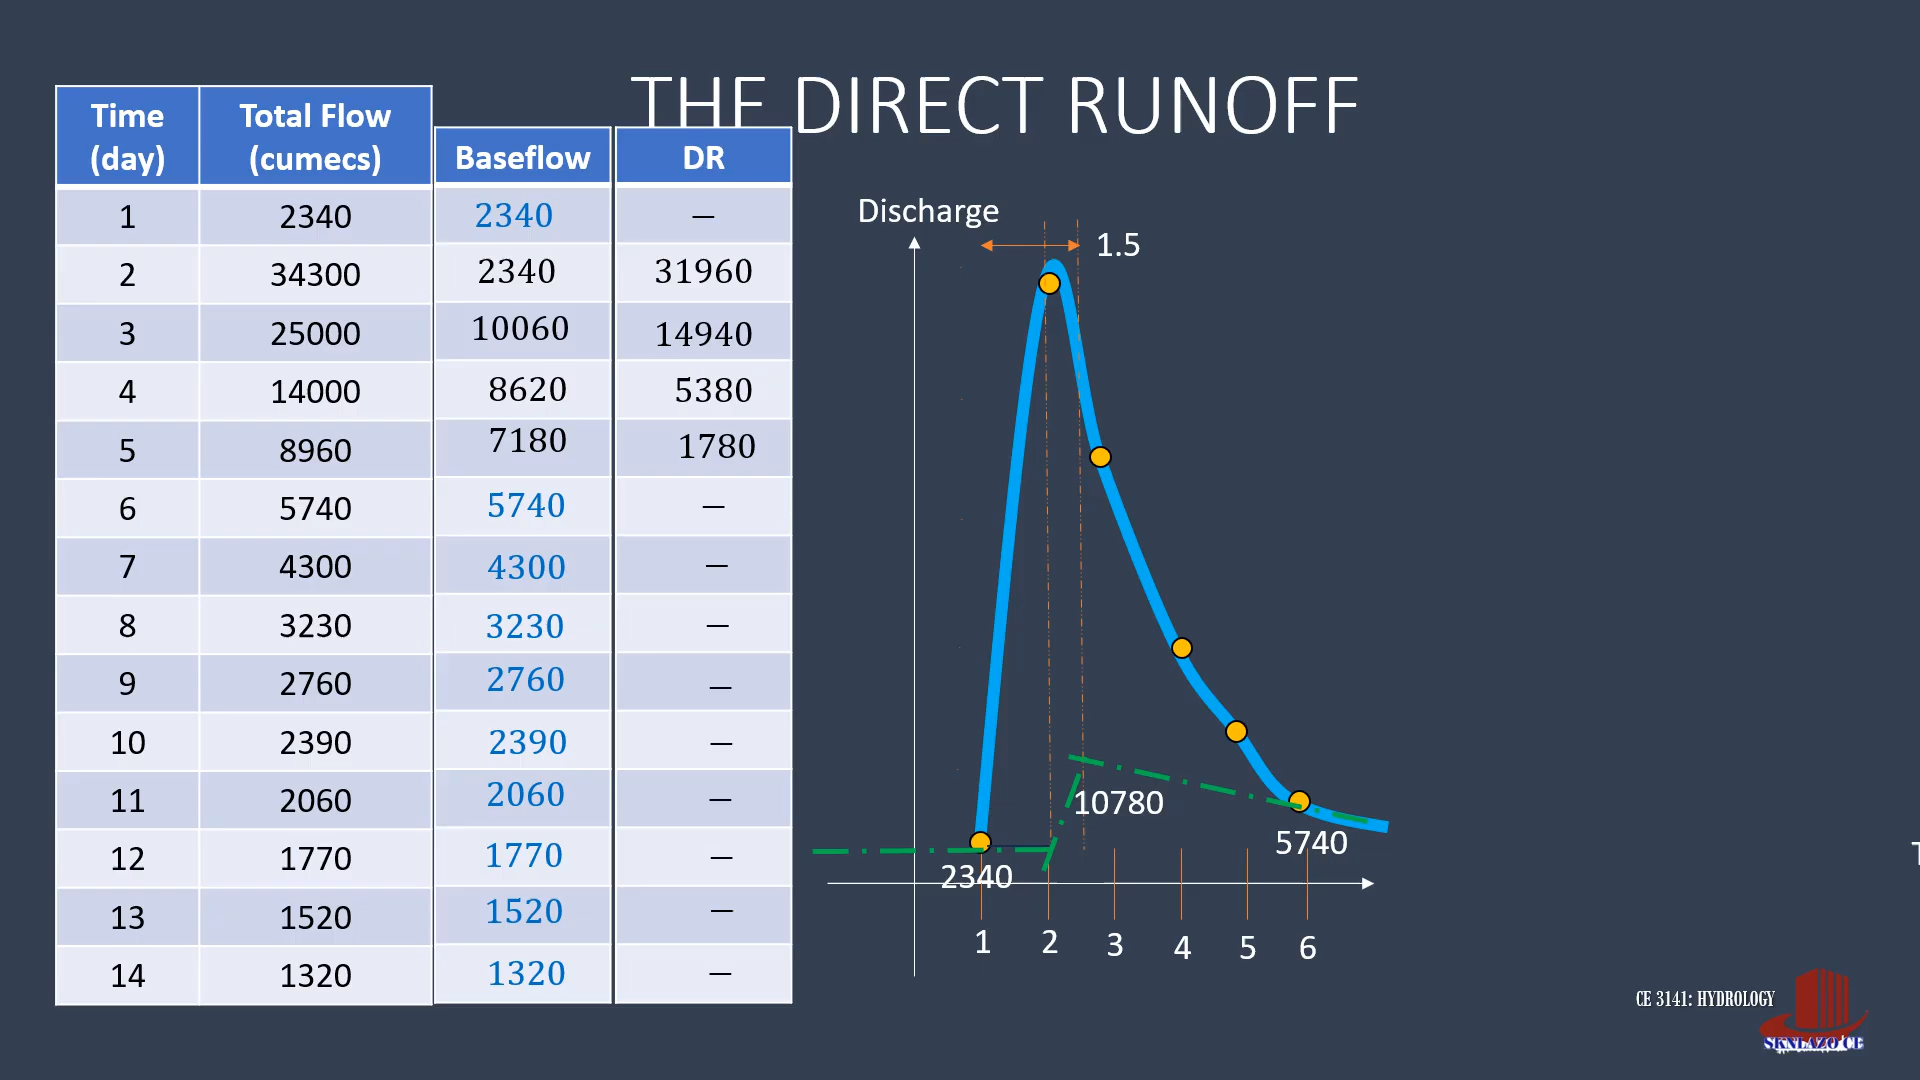 THE DIRECT RUNOFF
Time (day) Total Flow (cumecs) Baseflow DR
1 2340 2340 –
2 34300 2340 31960
3 25000 10060 14940
4 14000 8620 5380
5 8960 7180 1780
6 5740 5740 –
7 4300 4300 –
8 3230 3230 –
9 2760 2760 –
10 2390 2390 –
11 2060 2060 –
12 1770 1770 –
13 1520 1520 –
14 1320 1320 –
Discharge
1.5
10780
5740
2340
T
1 2 3 4 5 6
CE 3141: HYDROLOGY